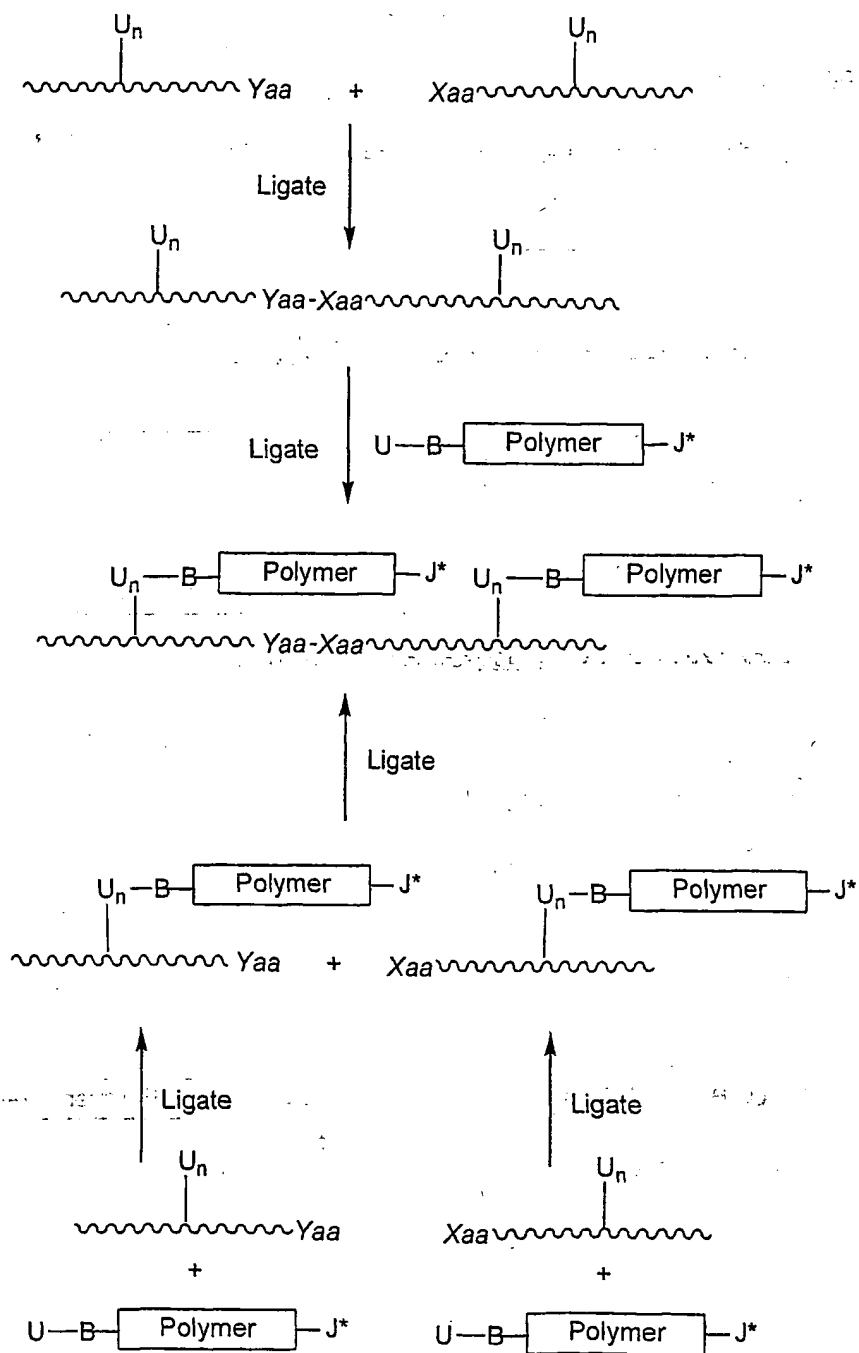 Un Un
Yaa + Xaa
Ligate
Un Un
Yaa-Xaa
Ligate U—B—Polymer—J*
Un—B—Polymer—J* Un—B—Polymer—J*
Yaa-Xaa
Ligate
Un—B—Polymer—J* Un—B—Polymer—J*
Yaa + Xaa
Ligate Ligate
Un Un
Yaa Xaa
+ +
U—B—Polymer—J* U—B—Polymer—J*